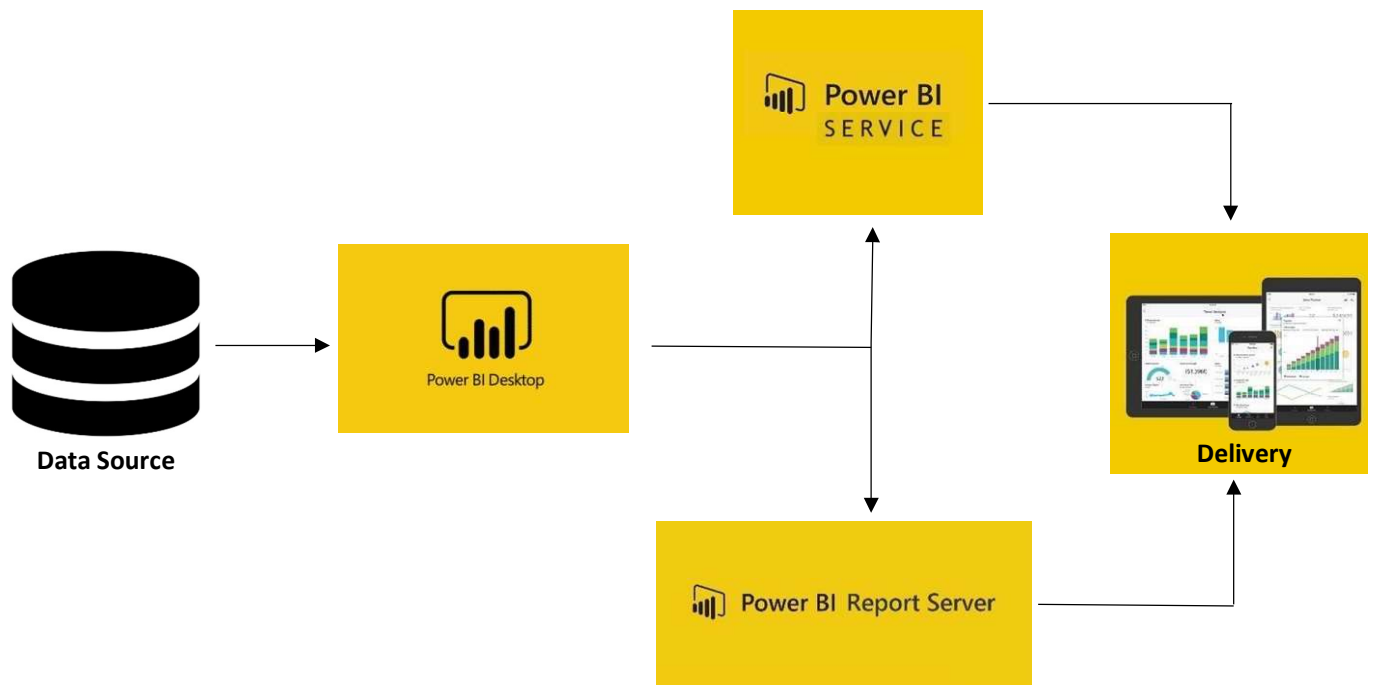 Power BI
SERVICE
Data Source
Power BI Desktop
Delivery
Power BI Report Server